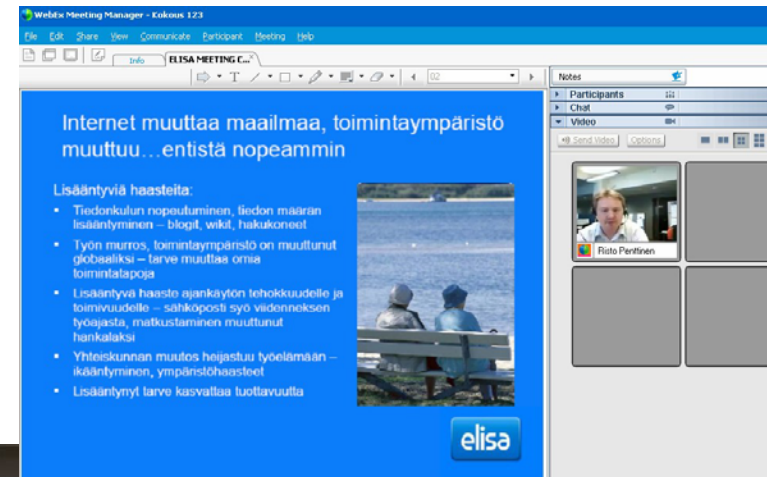 WebEx Meeting Manager - Kokous 123
File Edit Share View Communicate Participant Meeting Help
Info ELISA MEETING C...
T 02
Notes
Participants
Chat
Video
Send Video Options
Internet muuttaa maailmaa, toimintaympäristö
muuttuu...entistä nopeammin
Lisääntyviä haasteita:
▪ Tiedonkulun nopeutuminen, tiedon määrän
lisääntyminen – blogit, wikit, hakukoneet
▪ Työn murros, toimintaympäristö on muuttunut
globaaliksi – tarve muuttaa omia
toimintatapoja
▪ Lisääntyvä haaste ajankäytön tehokkuudelle ja
toimivuudelle – sähköposti syö viidenneksen
työajasta, matkustaminen muuttunut
hankalaksi
▪ Yhteiskunnan muutos heijastuu työelämään –
ikääntyminen, ympäristöhaasteet
▪ Lisääntynyt tarve kasvattaa tuottavuutta
elisa
Risto Penttinen